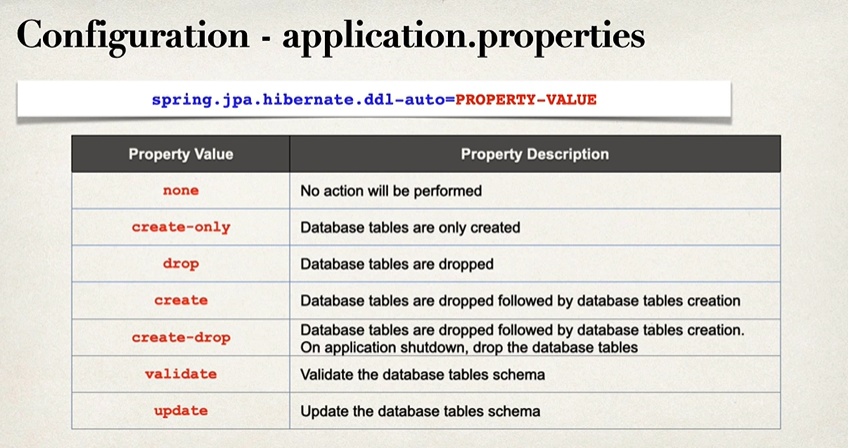 Configuration - application.properties
spring.jpa.hibernate.ddl-auto=PROPERTY-VALUE
Property Value Property Description
none No action will be performed
create-only Database tables are only created
drop Database tables are dropped
create Database tables are dropped followed by database tables creation
create-drop Database tables are dropped followed by database tables creation.
On application shutdown, drop the database tables
validate Validate the database tables schema
update Update the database tables schema